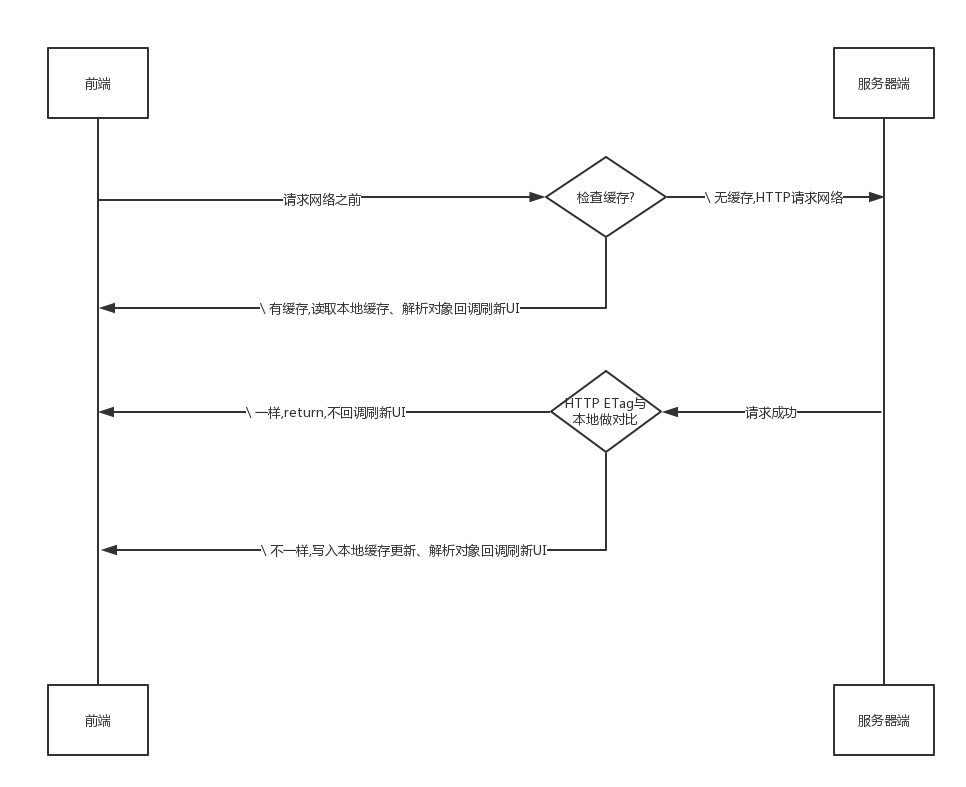 前端
服务器端
请求网络之前
检查缓存?
\ 无缓存,HTTP请求网络
\ 有缓存,读取本地缓存、解析对象回调刷新UI
\ 一样,return,不回调刷新UI
HTTP ETag与
本地做对比
请求成功
\ 不一样,写入本地缓存更新、解析对象回调刷新UI
前端
服务器端